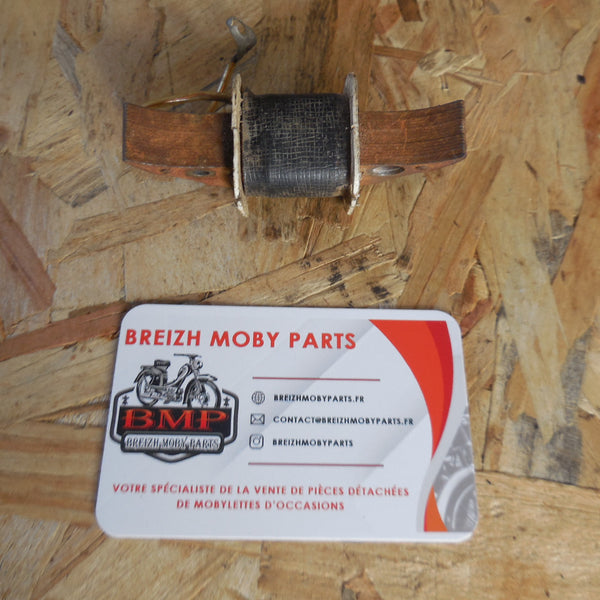 BREIZH MOBY PARTS
BMP
BREIZH MOBY PARTS
BREIZHMOBYPARTS.FR
CONTACT@BREIZHMOBYPARTS.FR
BREIZHMOBYPARTS
VOTRE SPÉCIALISTE DE LA VENTE DE PIÈCES DÉTACHÉES
DE MOBYLETTES D'OCCASIONS